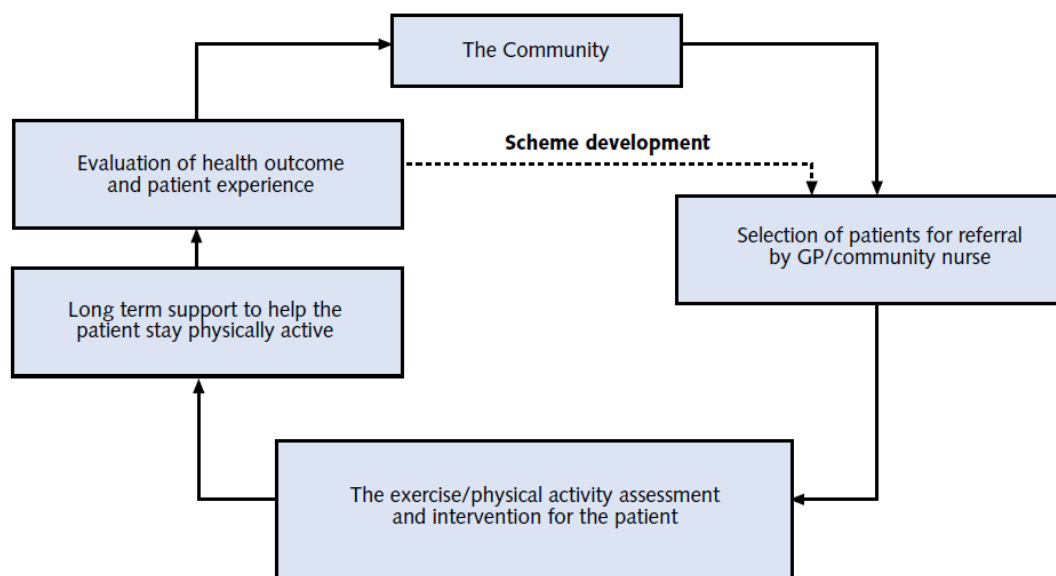 The Community
Scheme development
Evaluation of health outcome
and patient experience
Selection of patients for referral
by GP/community nurse
Long term support to help the
patient stay physically active
The exercise/physical activity assessment
and intervention for the patient